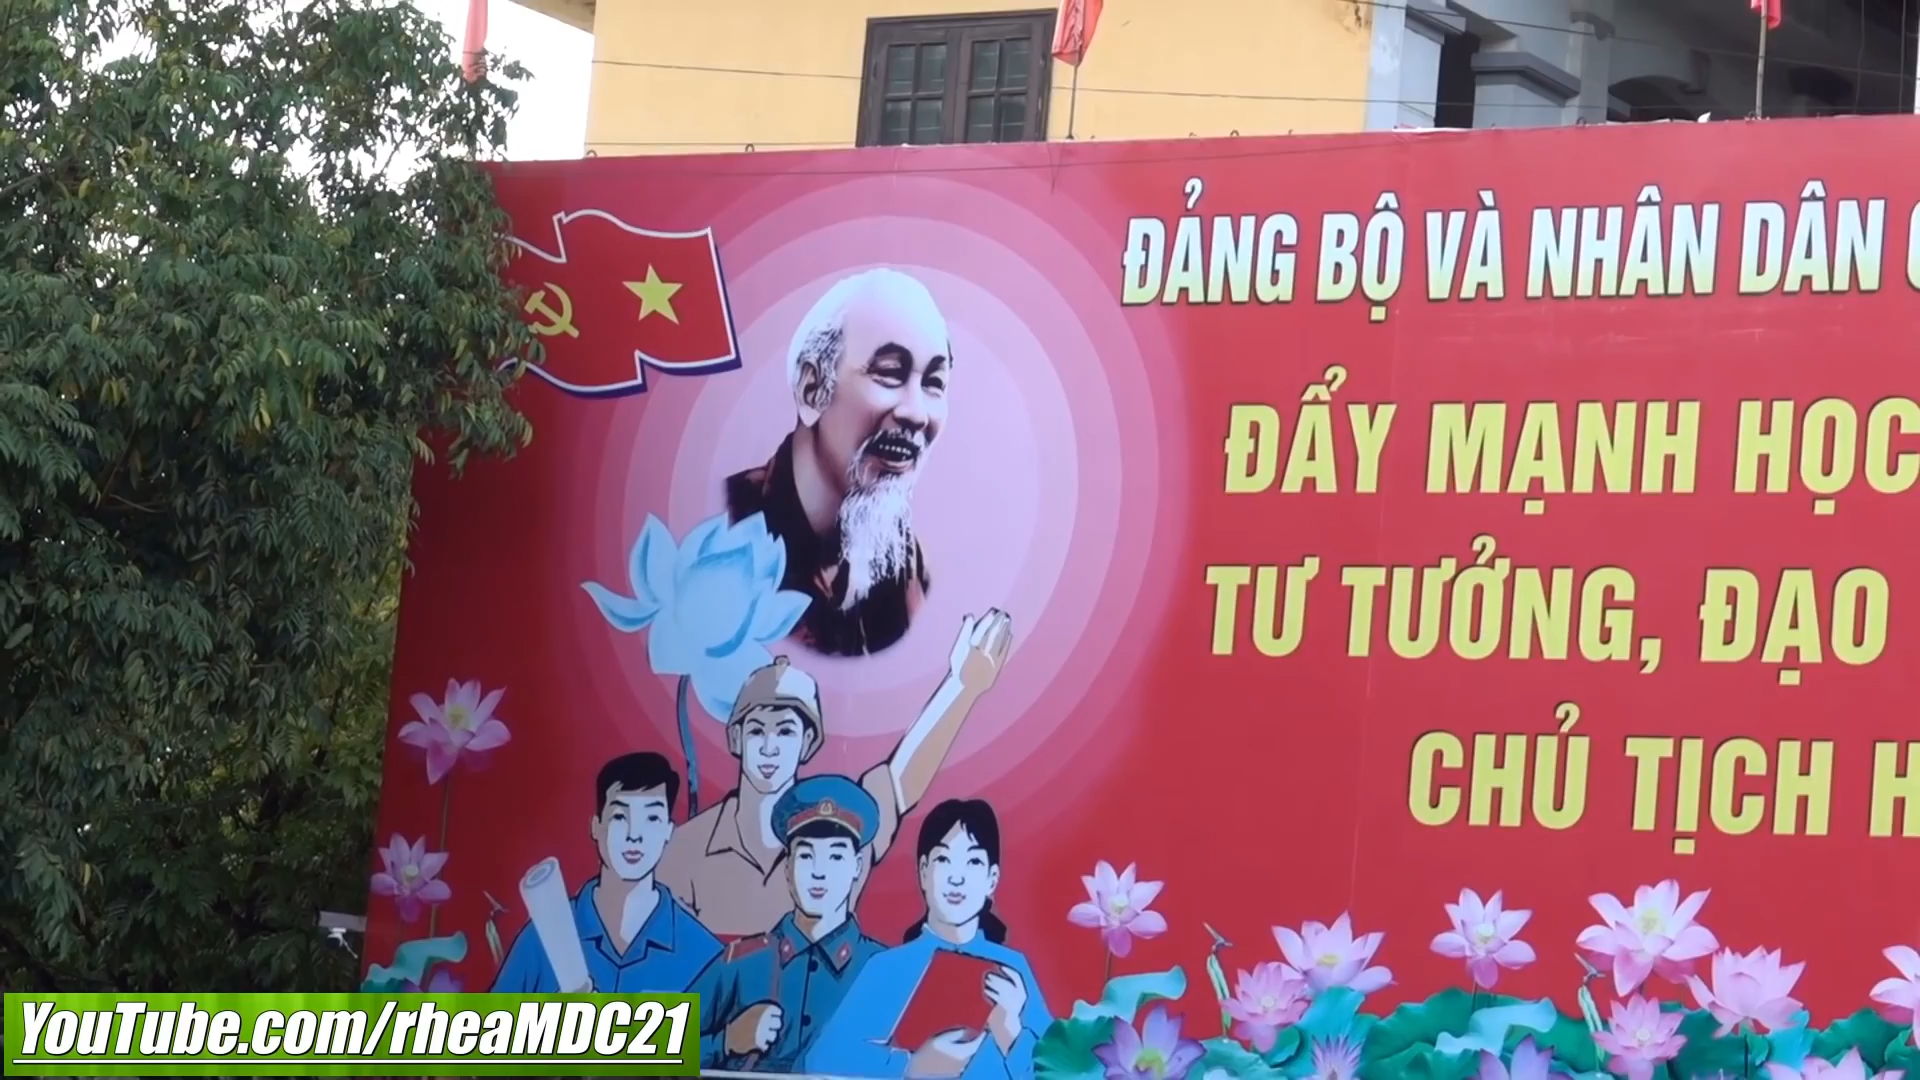 ĐẢNG BỘ VÀ NHÂN DÂN
ĐẨY MẠNH HỌC
TƯ TƯỞNG, ĐẠO
CHỦ TỊCH H
YouTube.com/rheaMDC21